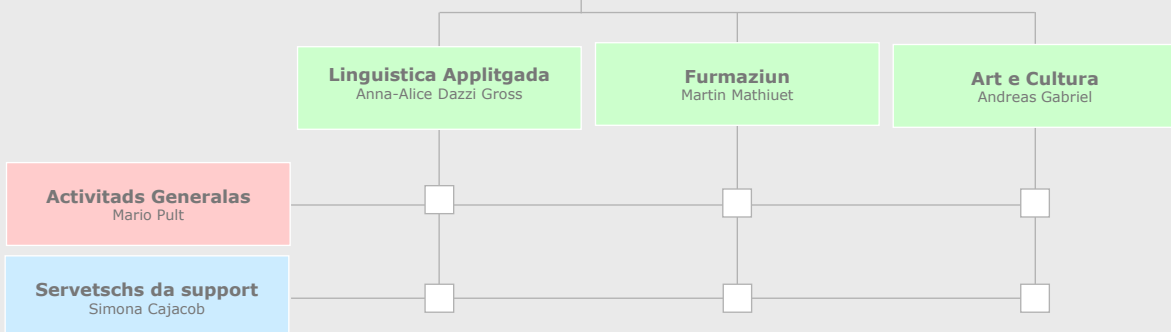 Linguistica Applitgada
Anna-Alice Dazzi Gross
Furmaziun
Martin Mathiuet
Art e Cultura
Andreas Gabriel
Activitads Generalas
Mario Pult
Servetschs da support
Simona Cajacob